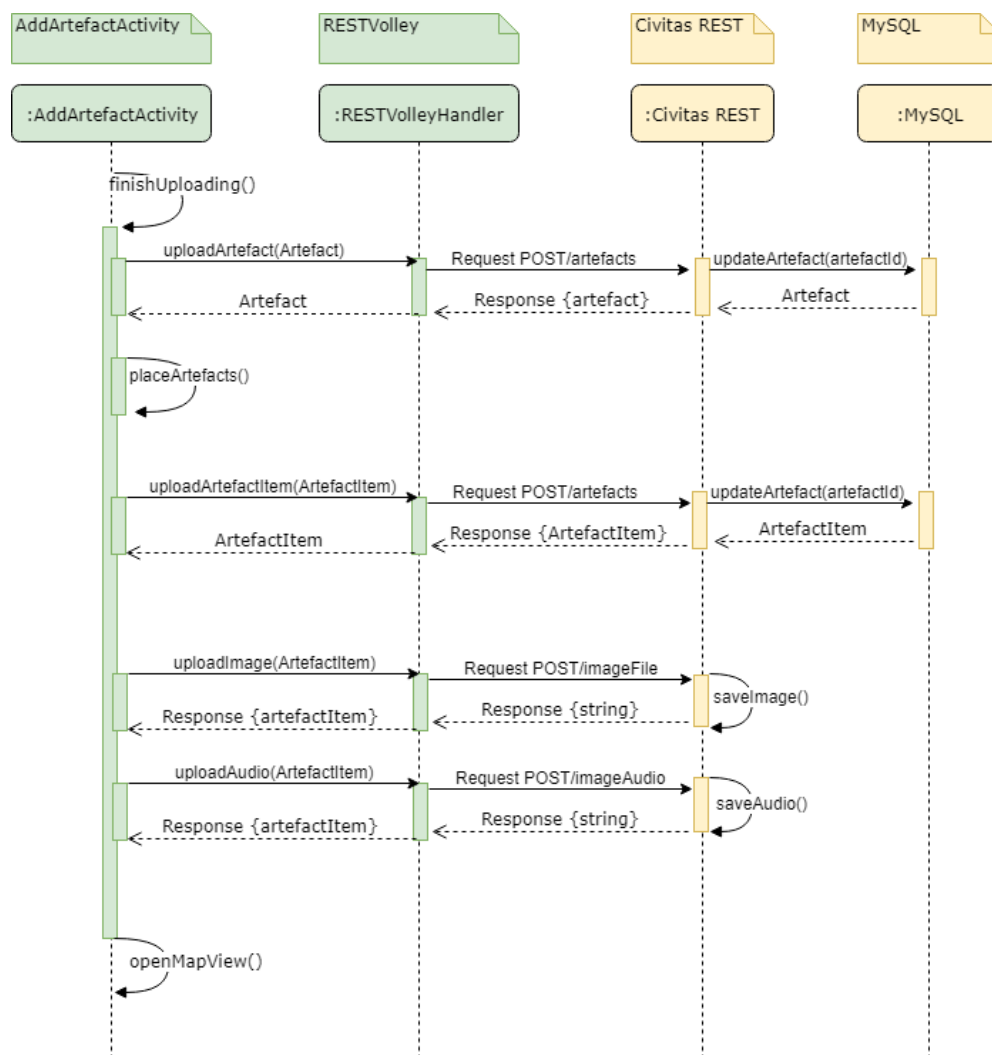 AddArtefactActivity
RESTVolley
Civitas REST
MySQL
:AddArtefactActivity
:RESTVolleyHandler
:Civitas REST
:MySQL
finishUploading()
uploadArtefact(Artefact)
Request POST/artefacts
updateArtefact(artefactId)
Artefact
Response {artefact}
Artefact
placeArtefacts()
uploadArtefactItem(ArtefactItem)
Request POST/artefacts
updateArtefact(artefactId)
ArtefactItem
Response {ArtefactItem}
ArtefactItem
uploadImage(ArtefactItem)
Request POST/imageFile
saveImage()
Response {artefactItem}
Response {string}
uploadAudio(ArtefactItem)
Request POST/imageAudio
saveAudio()
Response {artefactItem}
Response {string}
openMapView()